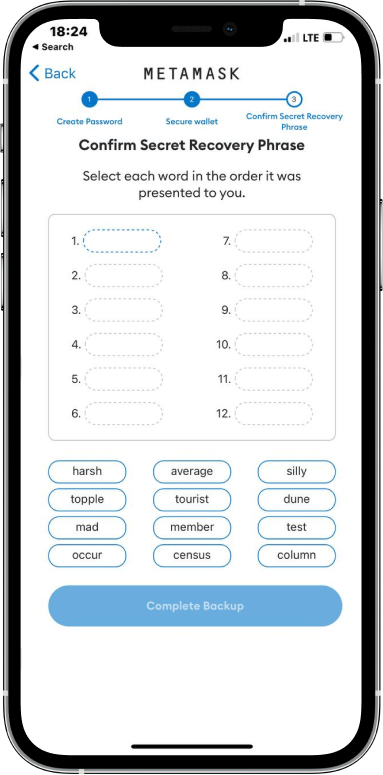 18:24
LTE
Search
Back
METAMASK
1
2
3
Create Password
Secure wallet
Confirm Secret Recovery
Phrase
Confirm Secret Recovery Phrase
Select each word in the order it was
presented to you.
1.
7.
2.
8.
3.
9.
4.
10.
5.
11.
6.
12.
harsh
average
silly
topple
tourist
dune
mad
member
test
occur
census
column
Complete Backup